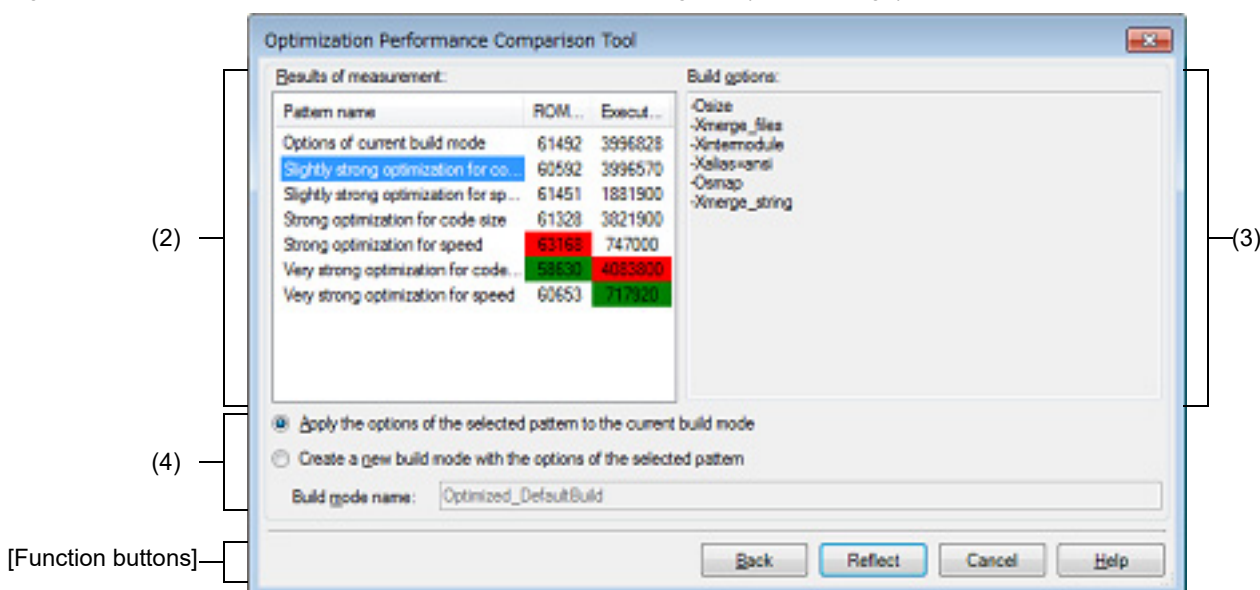 Optimization Performance Comparison Tool
Results of measurement:
Build options:
Pattern name ROM... Execut...
Options of current build mode 61492 3996828
Slightly strong optimization for co... 60592 3996570
Slightly strong optimization for sp... 61451 1881900
Strong optimization for code size 61328 3821900
Strong optimization for speed 63168 747000
Very strong optimization for code... 58630 4083800
Very strong optimization for speed 60653 717920
-Osize
-Xmerge_files
-Xintermodule
-Xalias=ansi
-Osmap
-Xmerge_string
(2)
(3)
Apply the options of the selected pattern to the current build mode
Create a new build mode with the options of the selected pattern
(4)
Build mode name: Optimized_DefaultBuild
[Function buttons]
Back Reflect Cancel Help